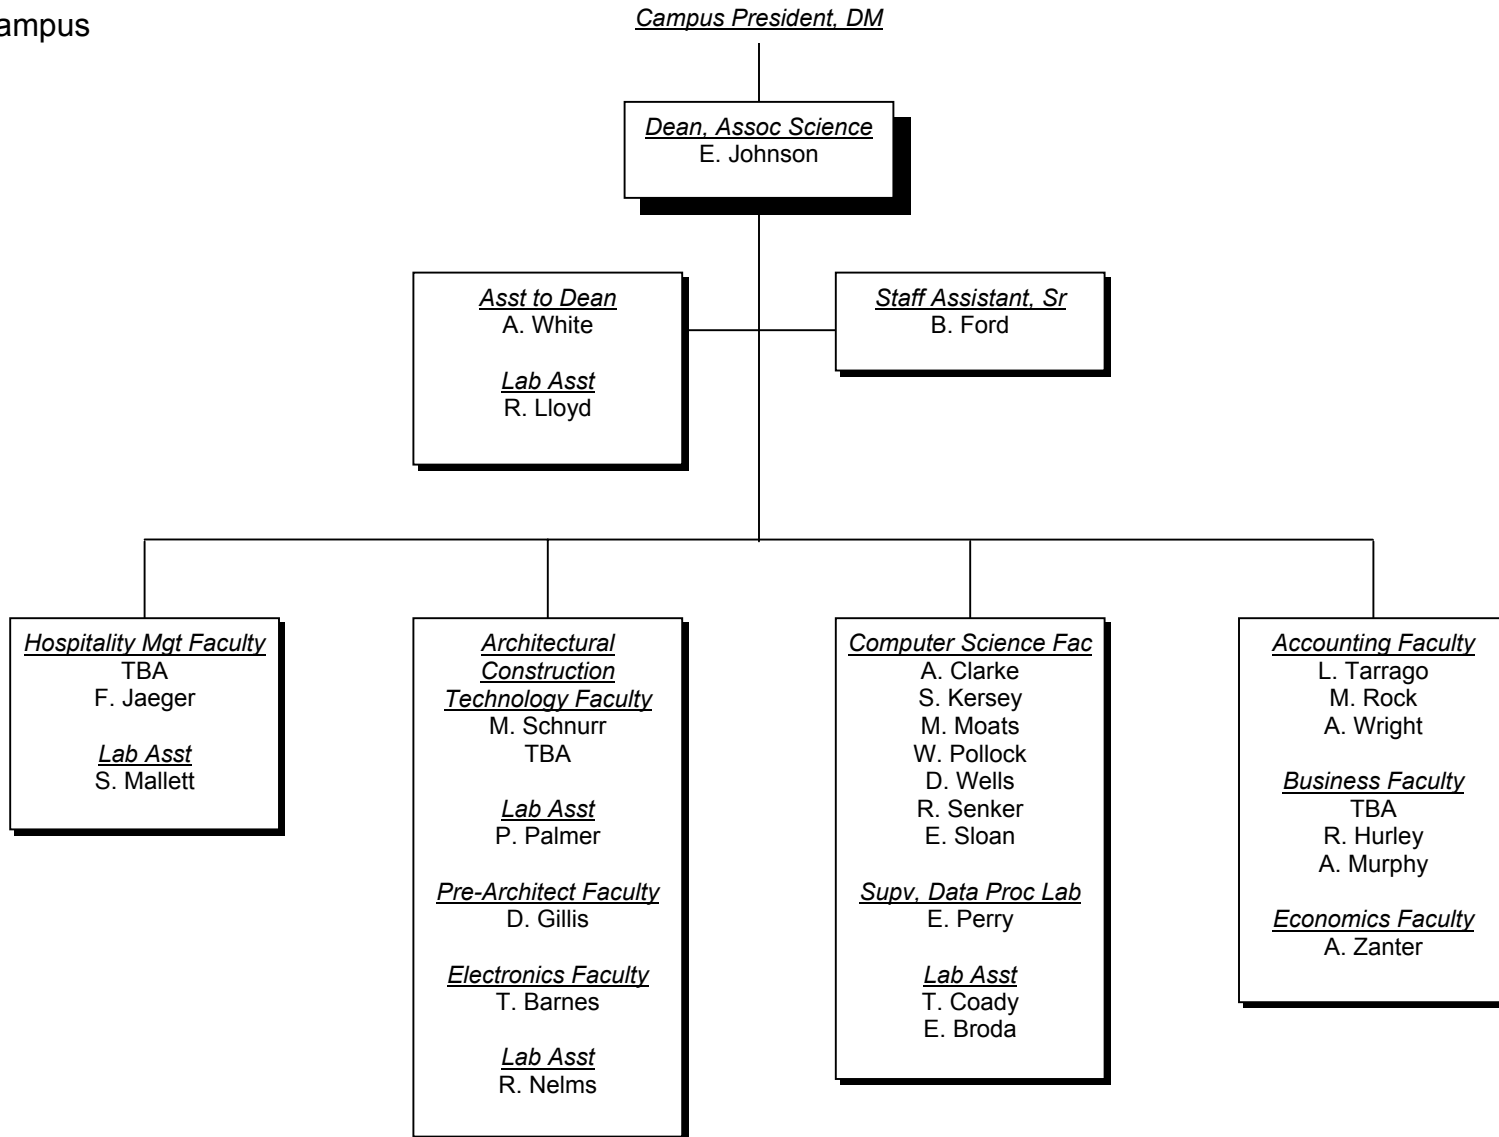 ampus
Campus President, DM
Dean, Assoc Science
E. Johnson
Asst to Dean
A. White
Lab Asst
R. Lloyd
Staff Assistant, Sr
B. Ford
Hospitality Mgt Faculty
TBA
F. Jaeger
Lab Asst
S. Mallett
Architectural
Construction
Technology Faculty
M. Schnurr
TBA
Lab Asst
P. Palmer
Pre-Architect Faculty
D. Gillis
Electronics Faculty
T. Barnes
Lab Asst
R. Nelms
Computer Science Fac
A. Clarke
S. Kersey
M. Moats
W. Pollock
D. Wells
R. Senker
E. Sloan
Supv, Data Proc Lab
E. Perry
Lab Asst
T. Coady
E. Broda
Accounting Faculty
L. Tarrago
M. Rock
A. Wright
Business Faculty
TBA
R. Hurley
A. Murphy
Economics Faculty
A. Zanter